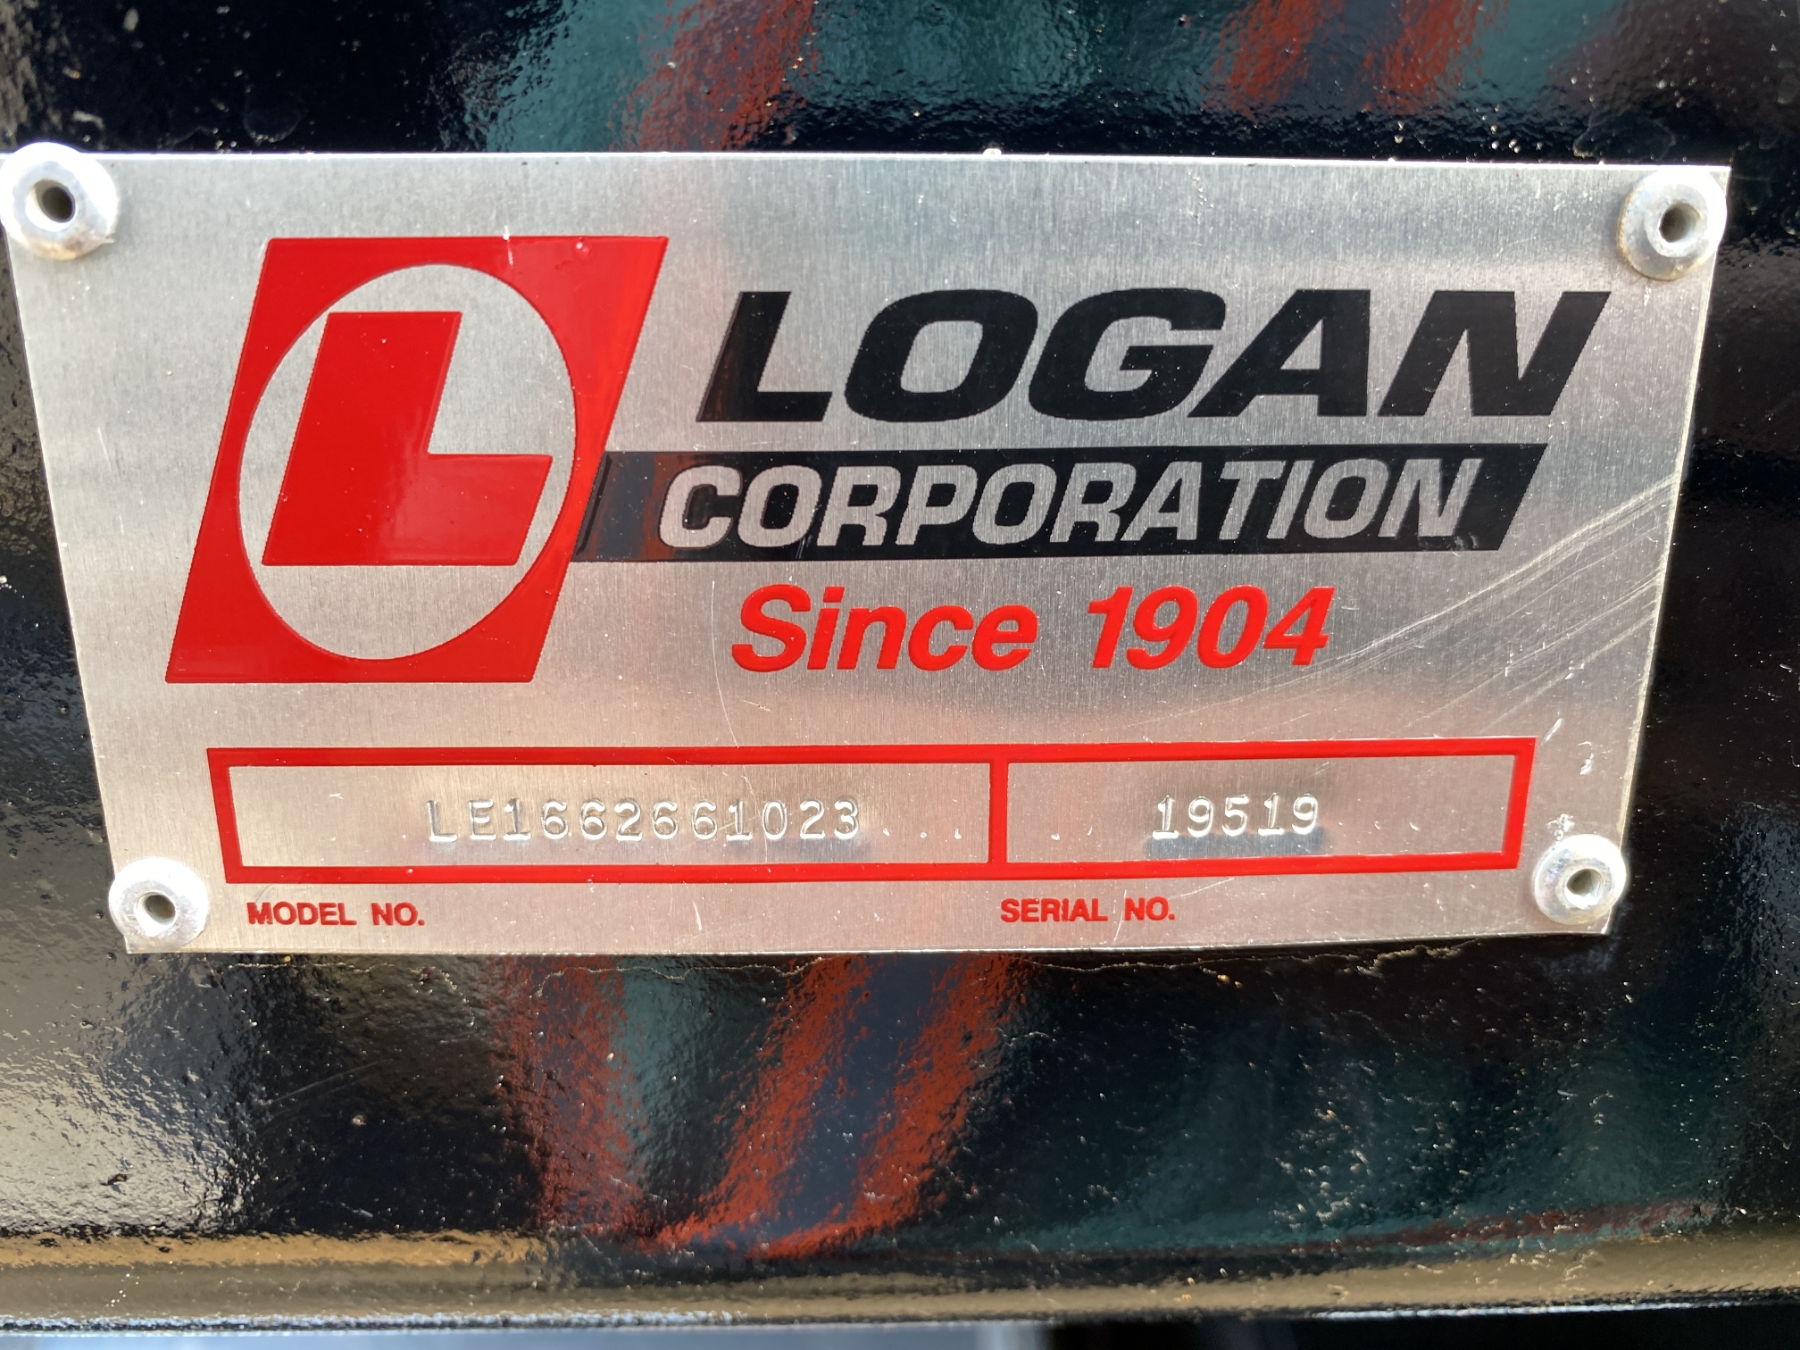 L
LOGAN
CORPORATION
Since 1904
LE1662661023 19519
MODEL NO. SERIAL NO.